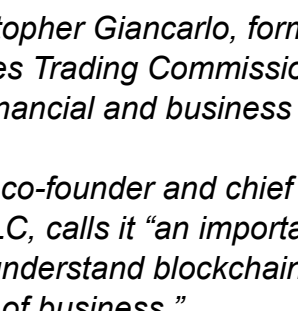 topher Giancarlo, form
es Trading Commissio
nancial and business
co-founder and chief
LC, calls it “an importa
understand blockchain
of business.”